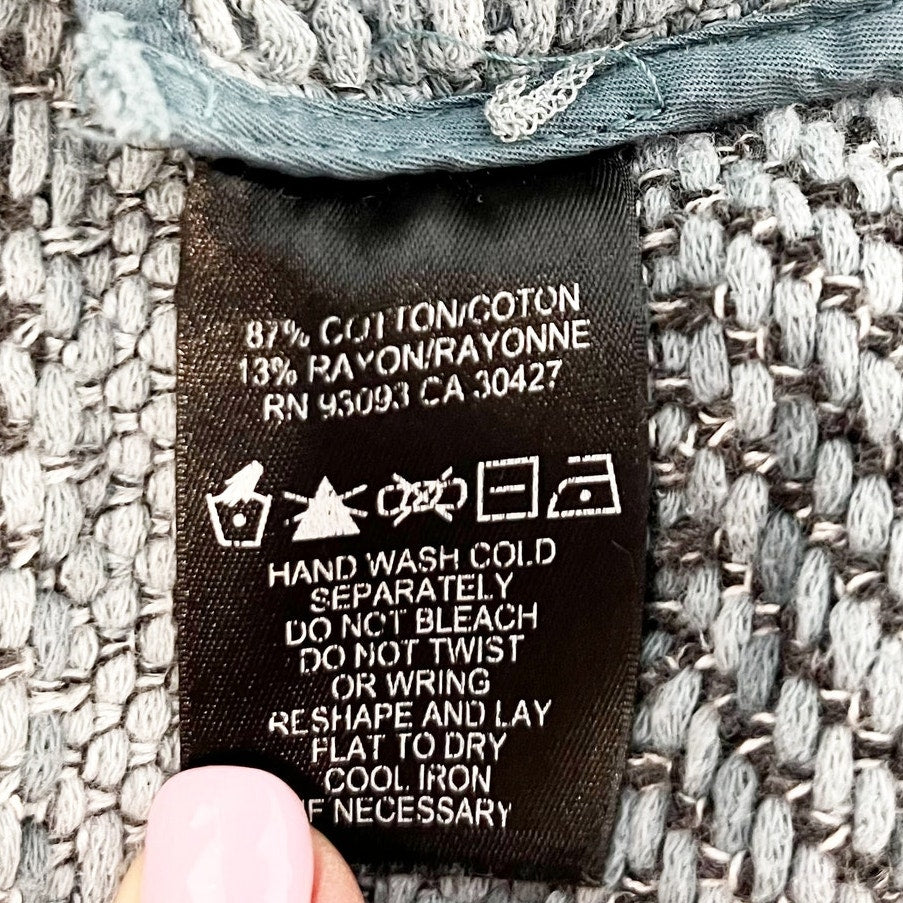 87% COTTON/COTON
13% RAYON/RAYONNE
RN 93093 CA 30427
HAND WASH COLD
SEPARATELY
DO NOT BLEACH
DO NOT TWIST
OR WRING
RESHAPE AND LAY
FLAT TO DRY
COOL IRON
IF NECESSARY